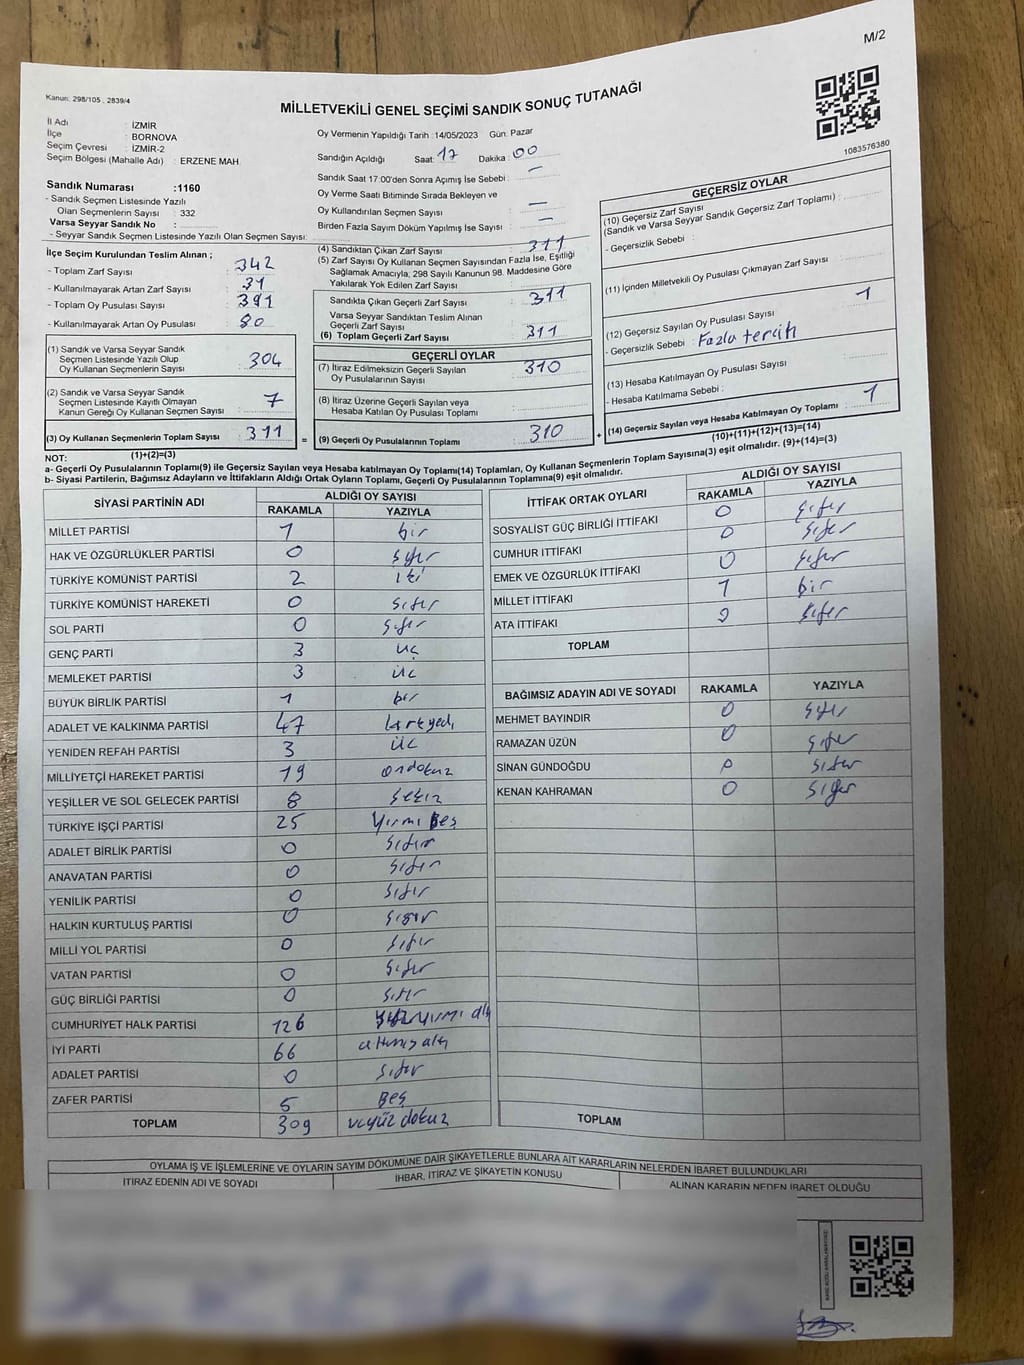 M/2
Kanun: 298/105 , 2839/4
MİLLETVEKİLİ GENEL SEÇİMİ SANDIK SONUÇ TUTANAĞI
1083576380
İl Adı : İZMİR
İlçe : BORNOVA
Seçim Çevresi : İZMİR-2
Seçim Bölgesi (Mahalle Adı) : ERZENE MAH.
Sandık Numarası :1160
- Sandık Seçmen Listesinde Yazılı
Olan Seçmenlerin Sayısı : 332
Varsa Seyyar Sandık No :
- Seyyar Sandık Seçmen Listesinde Yazılı Olan Seçmen Sayısı:
Oy Vermenin Yapıldığı Tarih :14/05/2023 Gün: Pazar
Sandığın Açıldığı Saat: 17 Dakika : 00
Sandık Saat 17:00'den Sonra Açımış İse Sebebi : —
Oy Verme Saati Bitiminde Sırada Bekleyen ve
Oy Kullandırılan Seçmen Sayısı : —
Birden Fazla Sayım Döküm Yapılmış İse Sayısı : —
İlçe Seçim Kurulundan Teslim Alınan ;
- Toplam Zarf Sayısı : 342
- Kullanılmayarak Artan Zarf Sayısı : 31
- Toplam Oy Pusulası Sayısı : 391
- Kullanılmayarak Artan Oy Pusulası : 80
(1) Sandık ve Varsa Seyyar Sandık
Seçmen Listesinde Yazılı Olup
Oy Kullanan Seçmenlerin Sayısı : 304
(2) Sandık ve Varsa Seyyar Sandık
Seçmen Listesinde Kayıtlı Olmayan
Kanun Gereği Oy Kullanan Seçmen Sayısı : 7
(3) Oy Kullanan Seçmenlerin Toplam Sayısı : 311
(1)+(2)=(3)
(4) Sandıktan Çıkan Zarf Sayısı : 311
(5) Zarf Sayısı Oy Kullanan Seçmen Sayısından Fazla İse, Eşitliği
Sağlamak Amacıyla, 298 Sayılı Kanunun 98. Maddesine Göre
Yakılarak Yok Edilen Zarf Sayısı :
Sandıkta Çıkan Geçerli Zarf Sayısı : 311
Varsa Seyyar Sandıktan Teslim Alınan
Geçerli Zarf Sayısı :
(6) Toplam Geçerli Zarf Sayısı : 311
GEÇERLİ OYLAR
(7) İtiraz Edilmeksizin Geçerli Sayılan
Oy Pusulalarının Sayısı : 310
(8) İtiraz Üzerine Geçerli Sayılan veya
Hesaba Katılan Oy Pusulası Toplamı :
= (9) Geçerli Oy Pusulalarının Toplamı : 310 +
GEÇERSİZ OYLAR
(10) Geçersiz Zarf Sayısı
(Sandık ve Varsa Seyyar Sandık Geçersiz Zarf Toplamı) :
- Geçersizlik Sebebi :
(11) İçinden Milletvekili Oy Pusulası Çıkmayan Zarf Sayısı :
(12) Geçersiz Sayılan Oy Pusulası Sayısı : 1
- Geçersizlik Sebebi : Fazla tercih
(13) Hesaba Katılmayan Oy Pusulası Sayısı :
- Hesaba Katılmama Sebebi :
(14) Geçersiz Sayılan veya Hesaba Katılmayan Oy Toplamı : 1
(10)+(11)+(12)+(13)=(14)
NOT:
a- Geçerli Oy Pusulalarının Toplamı(9) ile Geçersiz Sayılan veya Hesaba katılmayan Oy Toplamı(14) Toplamları, Oy Kullanan Seçmenlerin Toplam Sayısına(3) eşit olmalıdır. (9)+(14)=(3)
b- Siyasi Partilerin, Bağımsız Adayların ve İttifakların Aldığı Ortak Oyların Toplamı, Geçerli Oy Pusulalarının Toplamına(9) eşit olmalıdır.
SİYASİ PARTİNİN ADI ALDIĞI OY SAYISI
RAKAMLA YAZIYLA
MİLLET PARTİSİ 1 bir
HAK VE ÖZGÜRLÜKLER PARTİSİ 0 sıfır
TÜRKİYE KOMÜNİST PARTİSİ 2 iki
TÜRKİYE KOMÜNİST HAREKETİ 0 sıfır
SOL PARTİ 0 sıfır
GENÇ PARTİ 3 üç
MEMLEKET PARTİSİ 3 üç
BÜYÜK BİRLİK PARTİSİ 1 bir
ADALET VE KALKINMA PARTİSİ 47 kırkyedi
YENİDEN REFAH PARTİSİ 3 üç
MİLLİYETÇİ HAREKET PARTİSİ 19 ondokuz
YEŞİLLER VE SOL GELECEK PARTİSİ 8 sekiz
TÜRKİYE İŞÇİ PARTİSİ 25 yirmi beş
ADALET BİRLİK PARTİSİ 0 sıfır
ANAVATAN PARTİSİ 0 sıfır
YENİLİK PARTİSİ 0 sıfır
HALKIN KURTULUŞ PARTİSİ 0 sıfır
MİLLİ YOL PARTİSİ 0 sıfır
VATAN PARTİSİ 0 sıfır
GÜÇ BİRLİĞİ PARTİSİ 0 sıfır
CUMHURİYET HALK PARTİSİ 126 yüzyirmi altı
İYİ PARTİ 66 altmış altı
ADALET PARTİSİ 0 sıfır
ZAFER PARTİSİ 5 Beş
TOPLAM 309 üçyüz dokuz
İTTİFAK ORTAK OYLARI ALDIĞI OY SAYISI
RAKAMLA YAZIYLA
SOSYALİST GÜÇ BİRLİĞİ İTTİFAKI 0 sıfır
CUMHUR İTTİFAKI 0 sıfır
EMEK VE ÖZGÜRLÜK İTTİFAKI 0 sıfır
MİLLET İTTİFAKI 1 bir
ATA İTTİFAKI 0 sıfır
TOPLAM
BAĞIMSIZ ADAYIN ADI VE SOYADI RAKAMLA YAZIYLA
MEHMET BAYINDIR 0 sıfır
RAMAZAN ÜZÜN 0 sıfır
SİNAN GÜNDOĞDU 0 sıfır
KENAN KAHRAMAN 0 sıfır
TOPLAM
OYLAMA İŞ VE İŞLEMLERİNE VE OYLARIN SAYIM DÖKÜMÜNE DAİR ŞİKAYETLERLE BUNLARA AİT KARARLARIN NELERDEN İBARET BULUNDUKLARI
İTİRAZ EDENİN ADI VE SOYADI İHBAR, İTİRAZ VE ŞİKAYETİN KONUSU ALINAN KARARIN NEDEN İBARET OLDUĞU